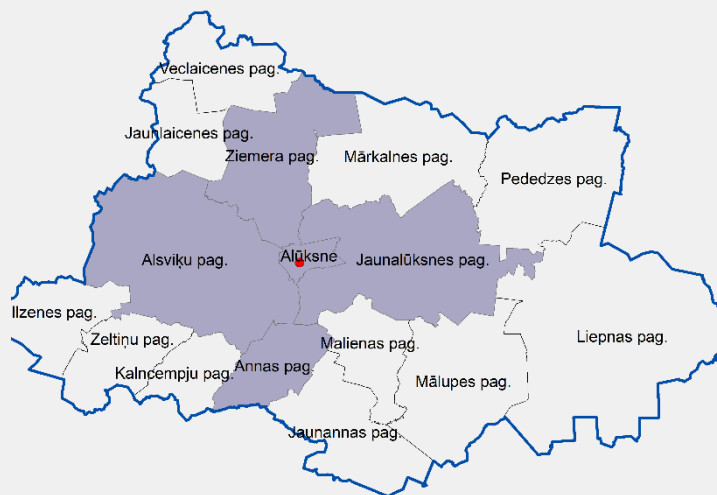 Veclaicenes pag.
Jaunlaicenes pag.
Ziemera pag.
Mārkalnes pag.
Pededzes pag.
Alsviķu pag.
Alūksne
Jaunalūksnes pag.
Ilzenes pag.
Zeltiņu pag.
Kalncempju pag.
Annas pag.
Malienas pag.
Liepnas pag.
Mālupes pag.
Jaunannas pag.